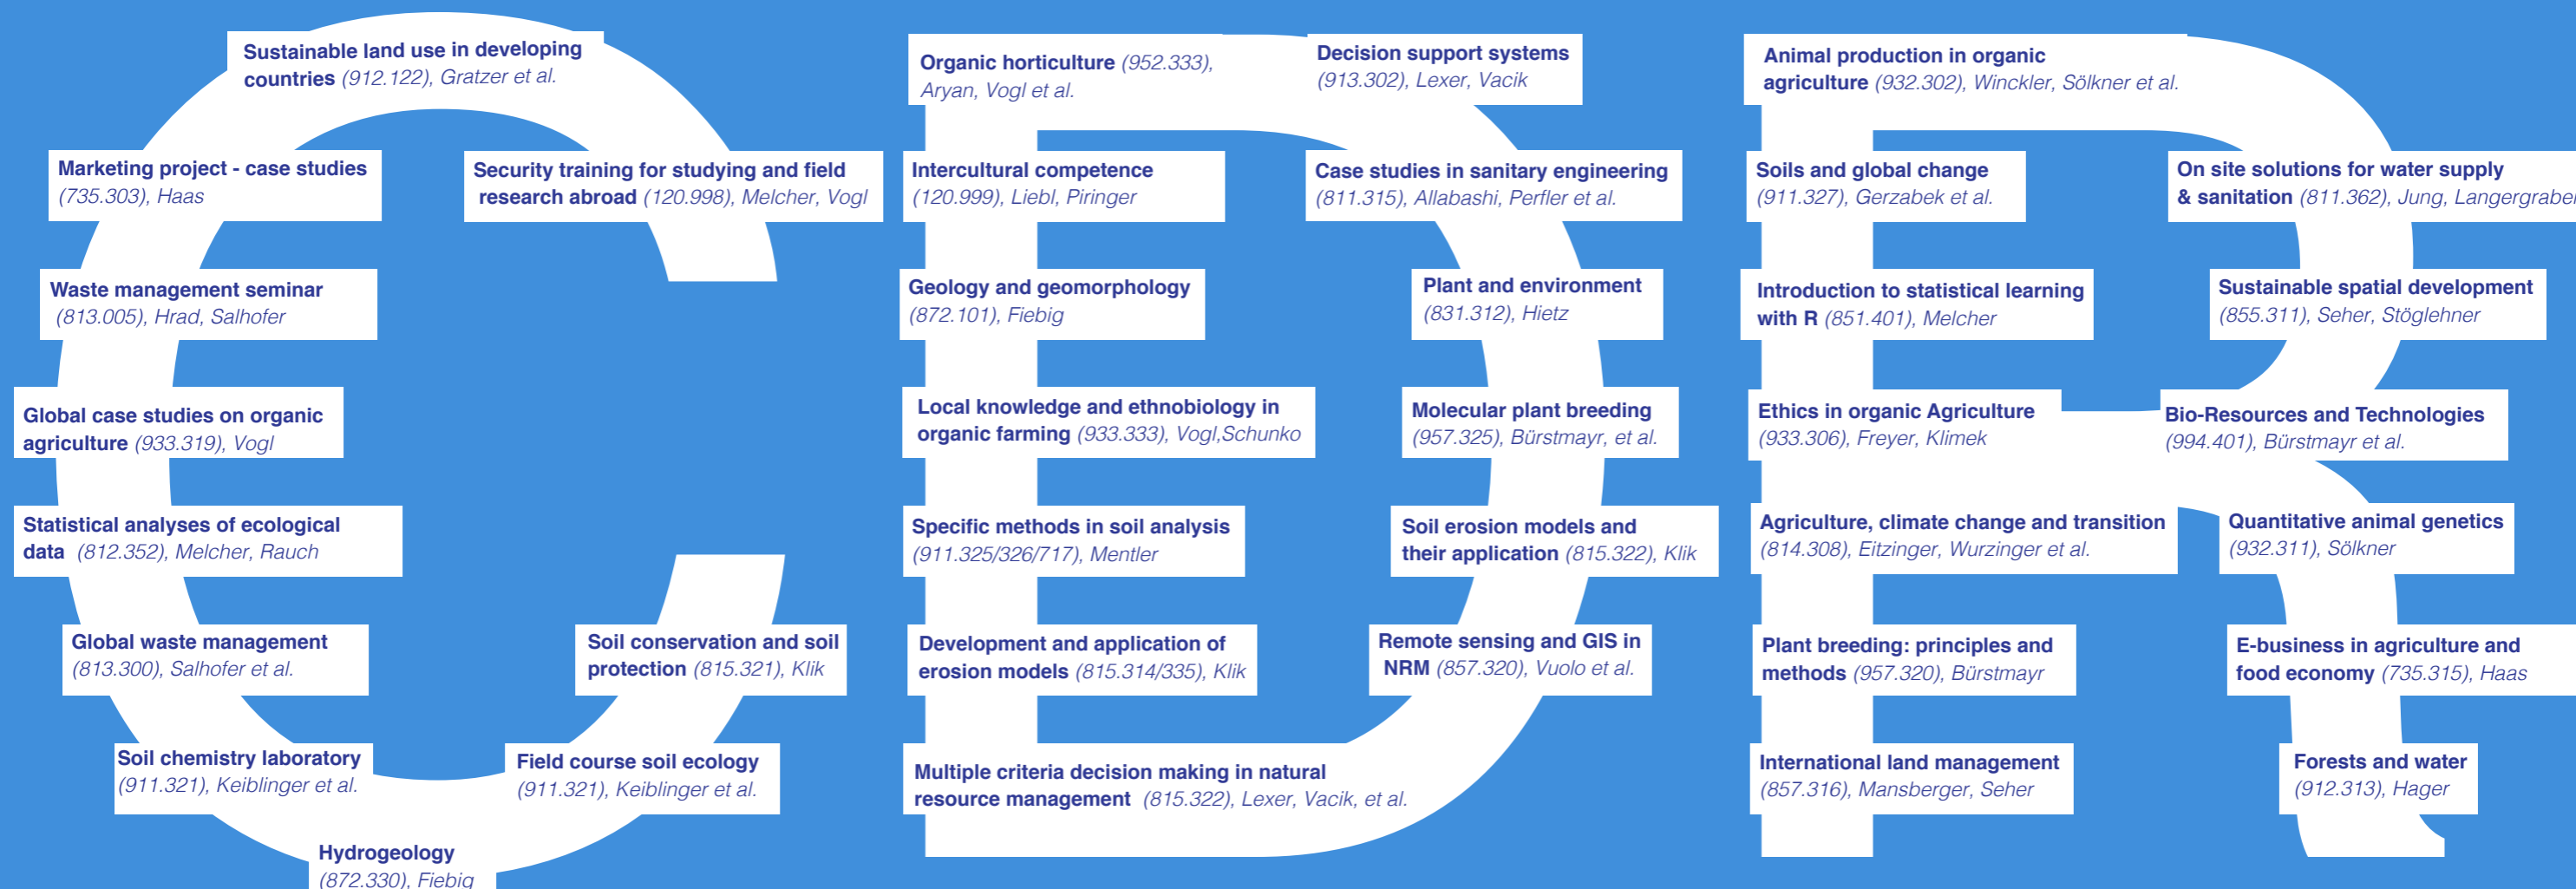 Sustainable land use in developing
countries (912.122), Gratzer et al.
Marketing project - case studies
(735.303), Haas
Security training for studying and field
research abroad (120.998), Melcher, Vogl
Waste management seminar
(813.005), Hrad, Salhofer
Global case studies on organic
agriculture (933.319), Vogl
Statistical analyses of ecological
data (812.352), Melcher, Rauch
Global waste management
(813.300), Salhofer et al.
Soil conservation and soil
protection (815.321), Klik
Soil chemistry laboratory
(911.321), Keiblinger et al.
Field course soil ecology
(911.321), Keiblinger et al.
Hydrogeology
(872.330), Fiebig
Organic horticulture (952.333),
Aryan, Vogl et al.
Decision support systems
(913.302), Lexer, Vacik
Intercultural competence
(120.999), Liebl, Piringer
Case studies in sanitary engineering
(811.315), Allabashi, Perfler et al.
Geology and geomorphology
(872.101), Fiebig
Plant and environment
(831.312), Hietz
Local knowledge and ethnobiology in
organic farming (933.333), Vogl,Schunko
Molecular plant breeding
(957.325), Bürstmayr, et al.
Specific methods in soil analysis
(911.325/326/717), Mentler
Soil erosion models and
their application (815.322), Klik
Development and application of
erosion models (815.314/335), Klik
Remote sensing and GIS in
NRM (857.320), Vuolo et al.
Multiple criteria decision making in natural
resource management (815.322), Lexer, Vacik, et al.
Animal production in organic
agriculture (932.302), Winckler, Sölkner et al.
Soils and global change
(911.327), Gerzabek et al.
On site solutions for water supply
& sanitation (811.362), Jung, Langergraber
Introduction to statistical learning
with R (851.401), Melcher
Sustainable spatial development
(855.311), Seher, Stöglehner
Ethics in organic Agriculture
(933.306), Freyer, Klimek
Bio-Resources and Technologies
(994.401), Bürstmayr et al.
Agriculture, climate change and transition
(814.308), Eitzinger, Wurzinger et al.
Quantitative animal genetics
(932.311), Sölkner
Plant breeding: principles and
methods (957.320), Bürstmayr
E-business in agriculture and
food economy (735.315), Haas
International land management
(857.316), Mansberger, Seher
Forests and water
(912.313), Hager